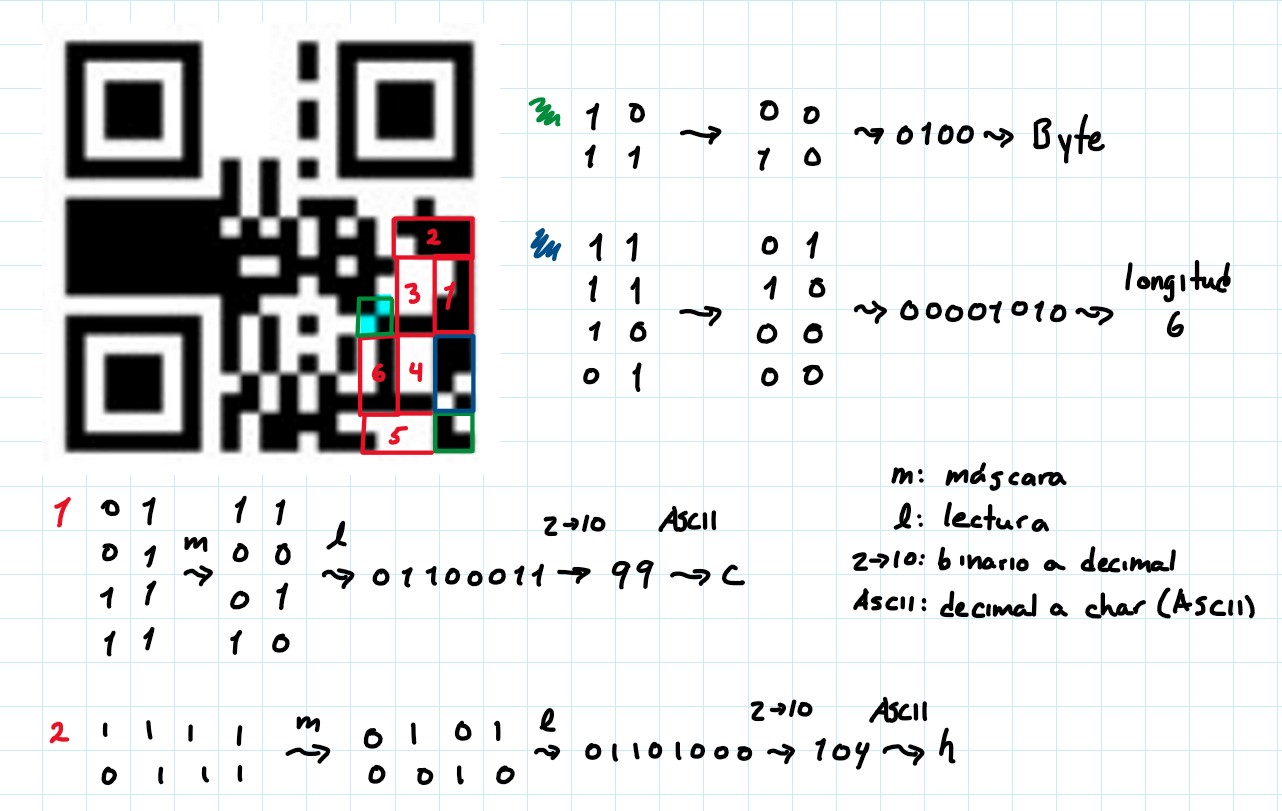 1 0 → 0 0 ⇝ 0100 ⇝ Byte
1 1 1 0
2
3 1
6 4
5
1 1 0 1
1 1 → 1 0 ⇝ 00001010 ⇝ longitud 6
1 0 0 0
0 1 0 0
m: máscara
l: lectura
2→10: binario a decimal
ASCII: decimal a char (ASCII)
1 0 1 m 1 1 l 2→10 ASCII
0 1 ⇝ 0 0 ⇝ 01100011 → 99 ⇝ c
1 1 0 1
1 1 1 0
2 1 1 1 1 m 0 1 0 1 l 2→10 ASCII
0 1 1 1 ⇝ 0 0 1 0 ⇝ 01101000 ⇝ 104 ⇝ h